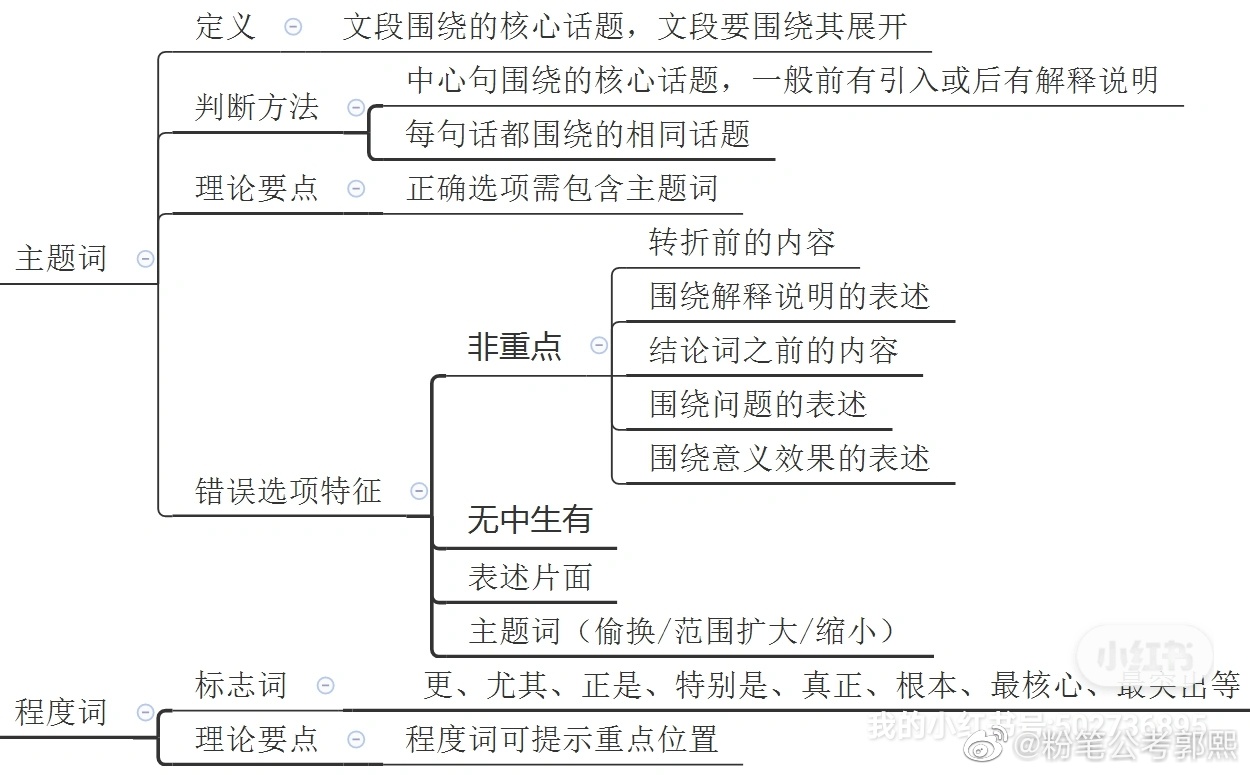 定义
文段围绕的核心话题，文段要围绕其展开
判断方法
中心句围绕的核心话题，一般前有引入或后有解释说明
每句话都围绕的相同话题
理论要点
正确选项需包含主题词
主题词
错误选项特征
非重点
转折前的内容
围绕解释说明的表述
结论词之前的内容
围绕问题的表述
围绕意义效果的表述
无中生有
表述片面
主题词（偷换/范围扩大/缩小）
程度词
标志词
更、尤其、正是、特别是、真正、根本、最核心、最突出等
理论要点
程度词可提示重点位置
小红书
我的小红书号:502736895
@粉笔公考郭熙